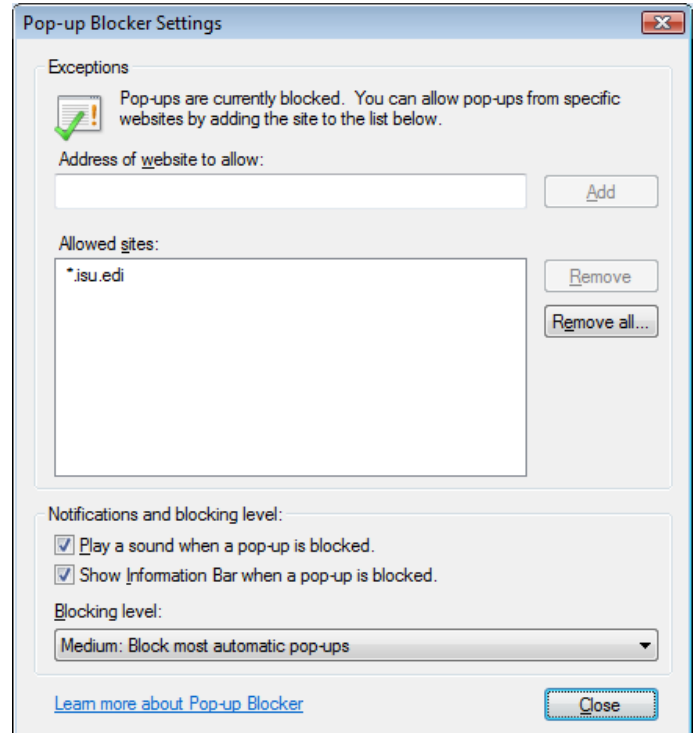 Pop-up Blocker Settings
Exceptions
Pop-ups are currently blocked.  You can allow pop-ups from specific
websites by adding the site to the list below.
Address of website to allow:
Add
Allowed sites:
*.isu.edi
Remove
Remove all...
Notifications and blocking level:
Play a sound when a pop-up is blocked.
Show Information Bar when a pop-up is blocked.
Blocking level:
Medium: Block most automatic pop-ups
Learn more about Pop-up Blocker
Close